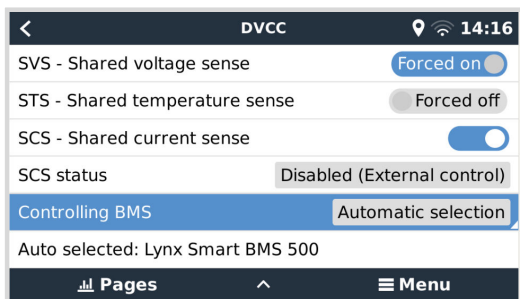 DVCC 14:16
SVS - Shared voltage sense Forced on
STS - Shared temperature sense Forced off
SCS - Shared current sense
SCS status Disabled (External control)
Controlling BMS Automatic selection
Auto selected: Lynx Smart BMS 500
Pages Menu